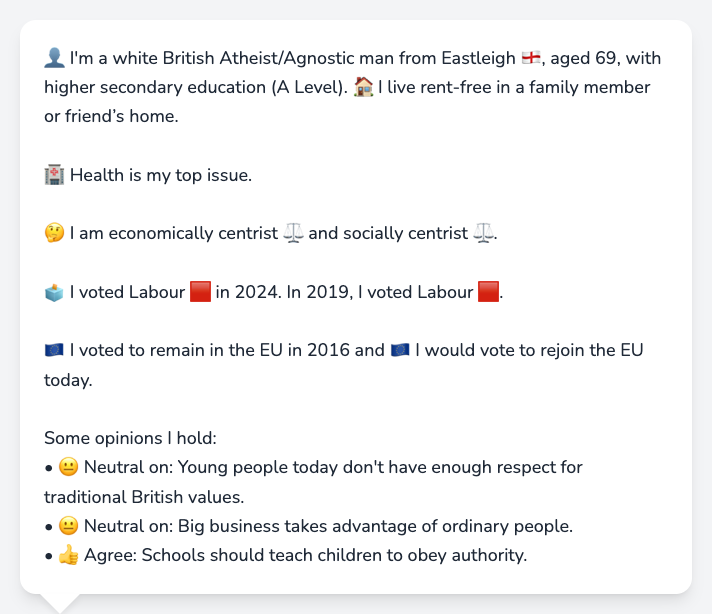 👤 I'm a white British Atheist/Agnostic man from Eastleigh 🏴󠁧󠁢󠁥󠁮󠁧󠁿, aged 69, with
higher secondary education (A Level). 🏠 I live rent-free in a family member
or friend’s home.
🏥 Health is my top issue.
🤔 I am economically centrist ⚖️ and socially centrist ⚖️.
🗳️ I voted Labour 🟥 in 2024. In 2019, I voted Labour 🟥.
🇪🇺 I voted to remain in the EU in 2016 and 🇪🇺 I would vote to rejoin the EU
today.
Some opinions I hold:
• 😐 Neutral on: Young people today don't have enough respect for
traditional British values.
• 😐 Neutral on: Big business takes advantage of ordinary people.
• 👍 Agree: Schools should teach children to obey authority.